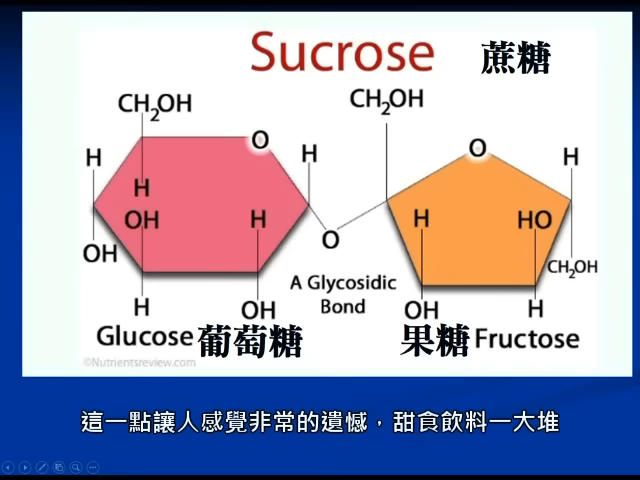 Sucrose 蔗糖
CH2OH
CH2OH
O
O
H
H
H
H
OH
H
H
HO
OH
O
CH2OH
A Glycosidic
Bond
H
OH
OH
H
Glucose 葡萄糖
果糖 Fructose
©Nutrientsreview.com
這一點讓人感覺非常的遺憾，甜食飲料一大堆